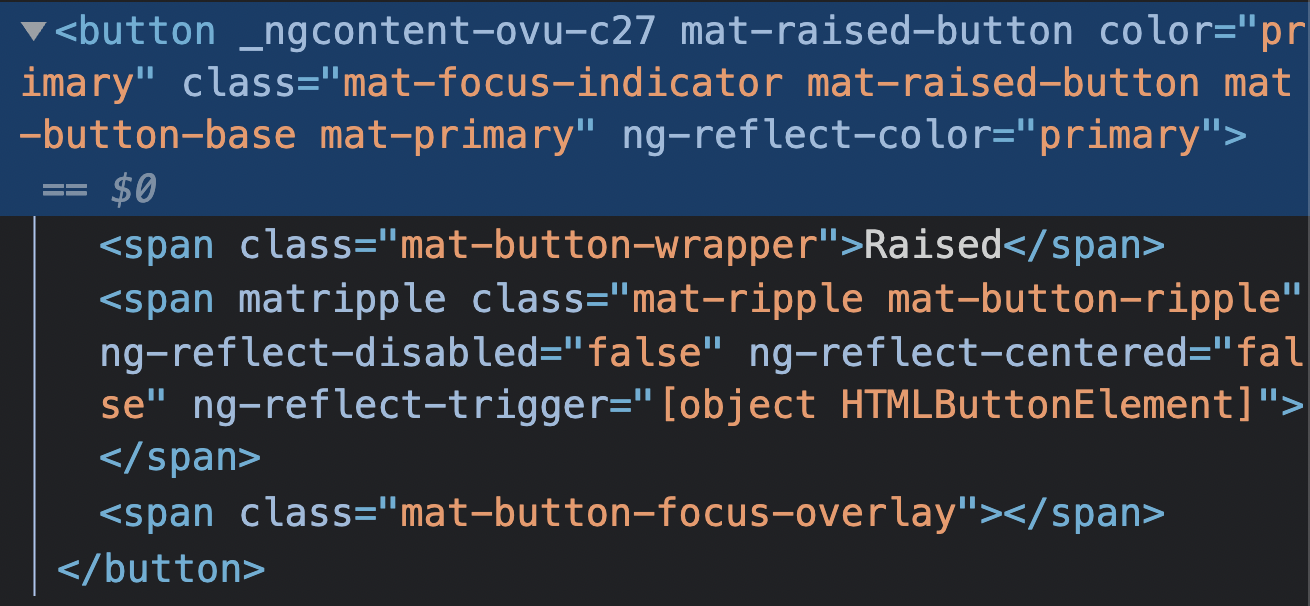 ▼<button _ngcontent-ovu-c27 mat-raised-button color="pr
imary" class="mat-focus-indicator mat-raised-button mat
-button-base mat-primary" ng-reflect-color="primary">
== $0
<span class="mat-button-wrapper">Raised</span>
<span matripple class="mat-ripple mat-button-ripple"
ng-reflect-disabled="false" ng-reflect-centered="fal
se" ng-reflect-trigger="[object HTMLButtonElement]">
</span>
<span class="mat-button-focus-overlay"></span>
</button>